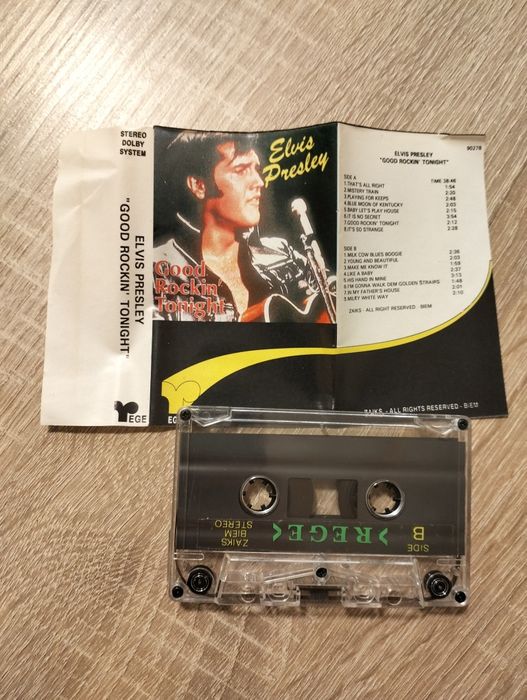 STEREO
DOLBY
SYSTEM
ELVIS PRESLEY
"GOOD ROCKIN' TONIGHT"
rEGE
Elvis
Presley
Good
Rockin'
Tonight
EGE
90278
ELVIS PRESLEY
"GOOD ROCKIN' TONIGHT"
SIDE A TIME 38:46
1.THAT'S ALL RIGHT 1:54
2.MISTERY TRAIN 2:20
3.PLAYING FOR KEEPS 2:48
4.BLUE MOON OF KENTUCKY 2:03
5.BABY LET'S PLAY HOUSE 2:15
6.IT IS NO SECRET 3:54
7.GOOD ROCKIN' TONIGHT 2:12
8.IT'S SO STRANGE 2:28
SIDE B
1.MILK COW BLUES BOOGIE 2:36
2.YOUNG AND BEAUTIFUL 2:03
3.MAKE ME KNOW IT 1:59
4.LIKE A BABY 2:37
5.HIS HAND IN MINE 3:13
6.I'M GONNA WALK DEM GOLDEN STRAIRS 1:48
7.IN MY FATHER'S HOUSE 2:01
8.MILKY WHITE WAY 2:10
ZAIKS - ALL RIGHT RESERVED - BIEM
ZAIKS - ALL RIGHTS RESERVED - BIEM
SIDE
B
>REGE<
ZAIKS
BIEM
STEREO